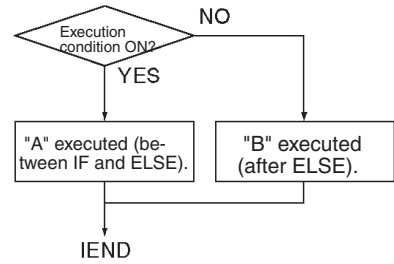 Execution
condition ON?
NO
YES
"A" executed (be-
tween IF and ELSE).
"B" executed
(after ELSE).
IEND